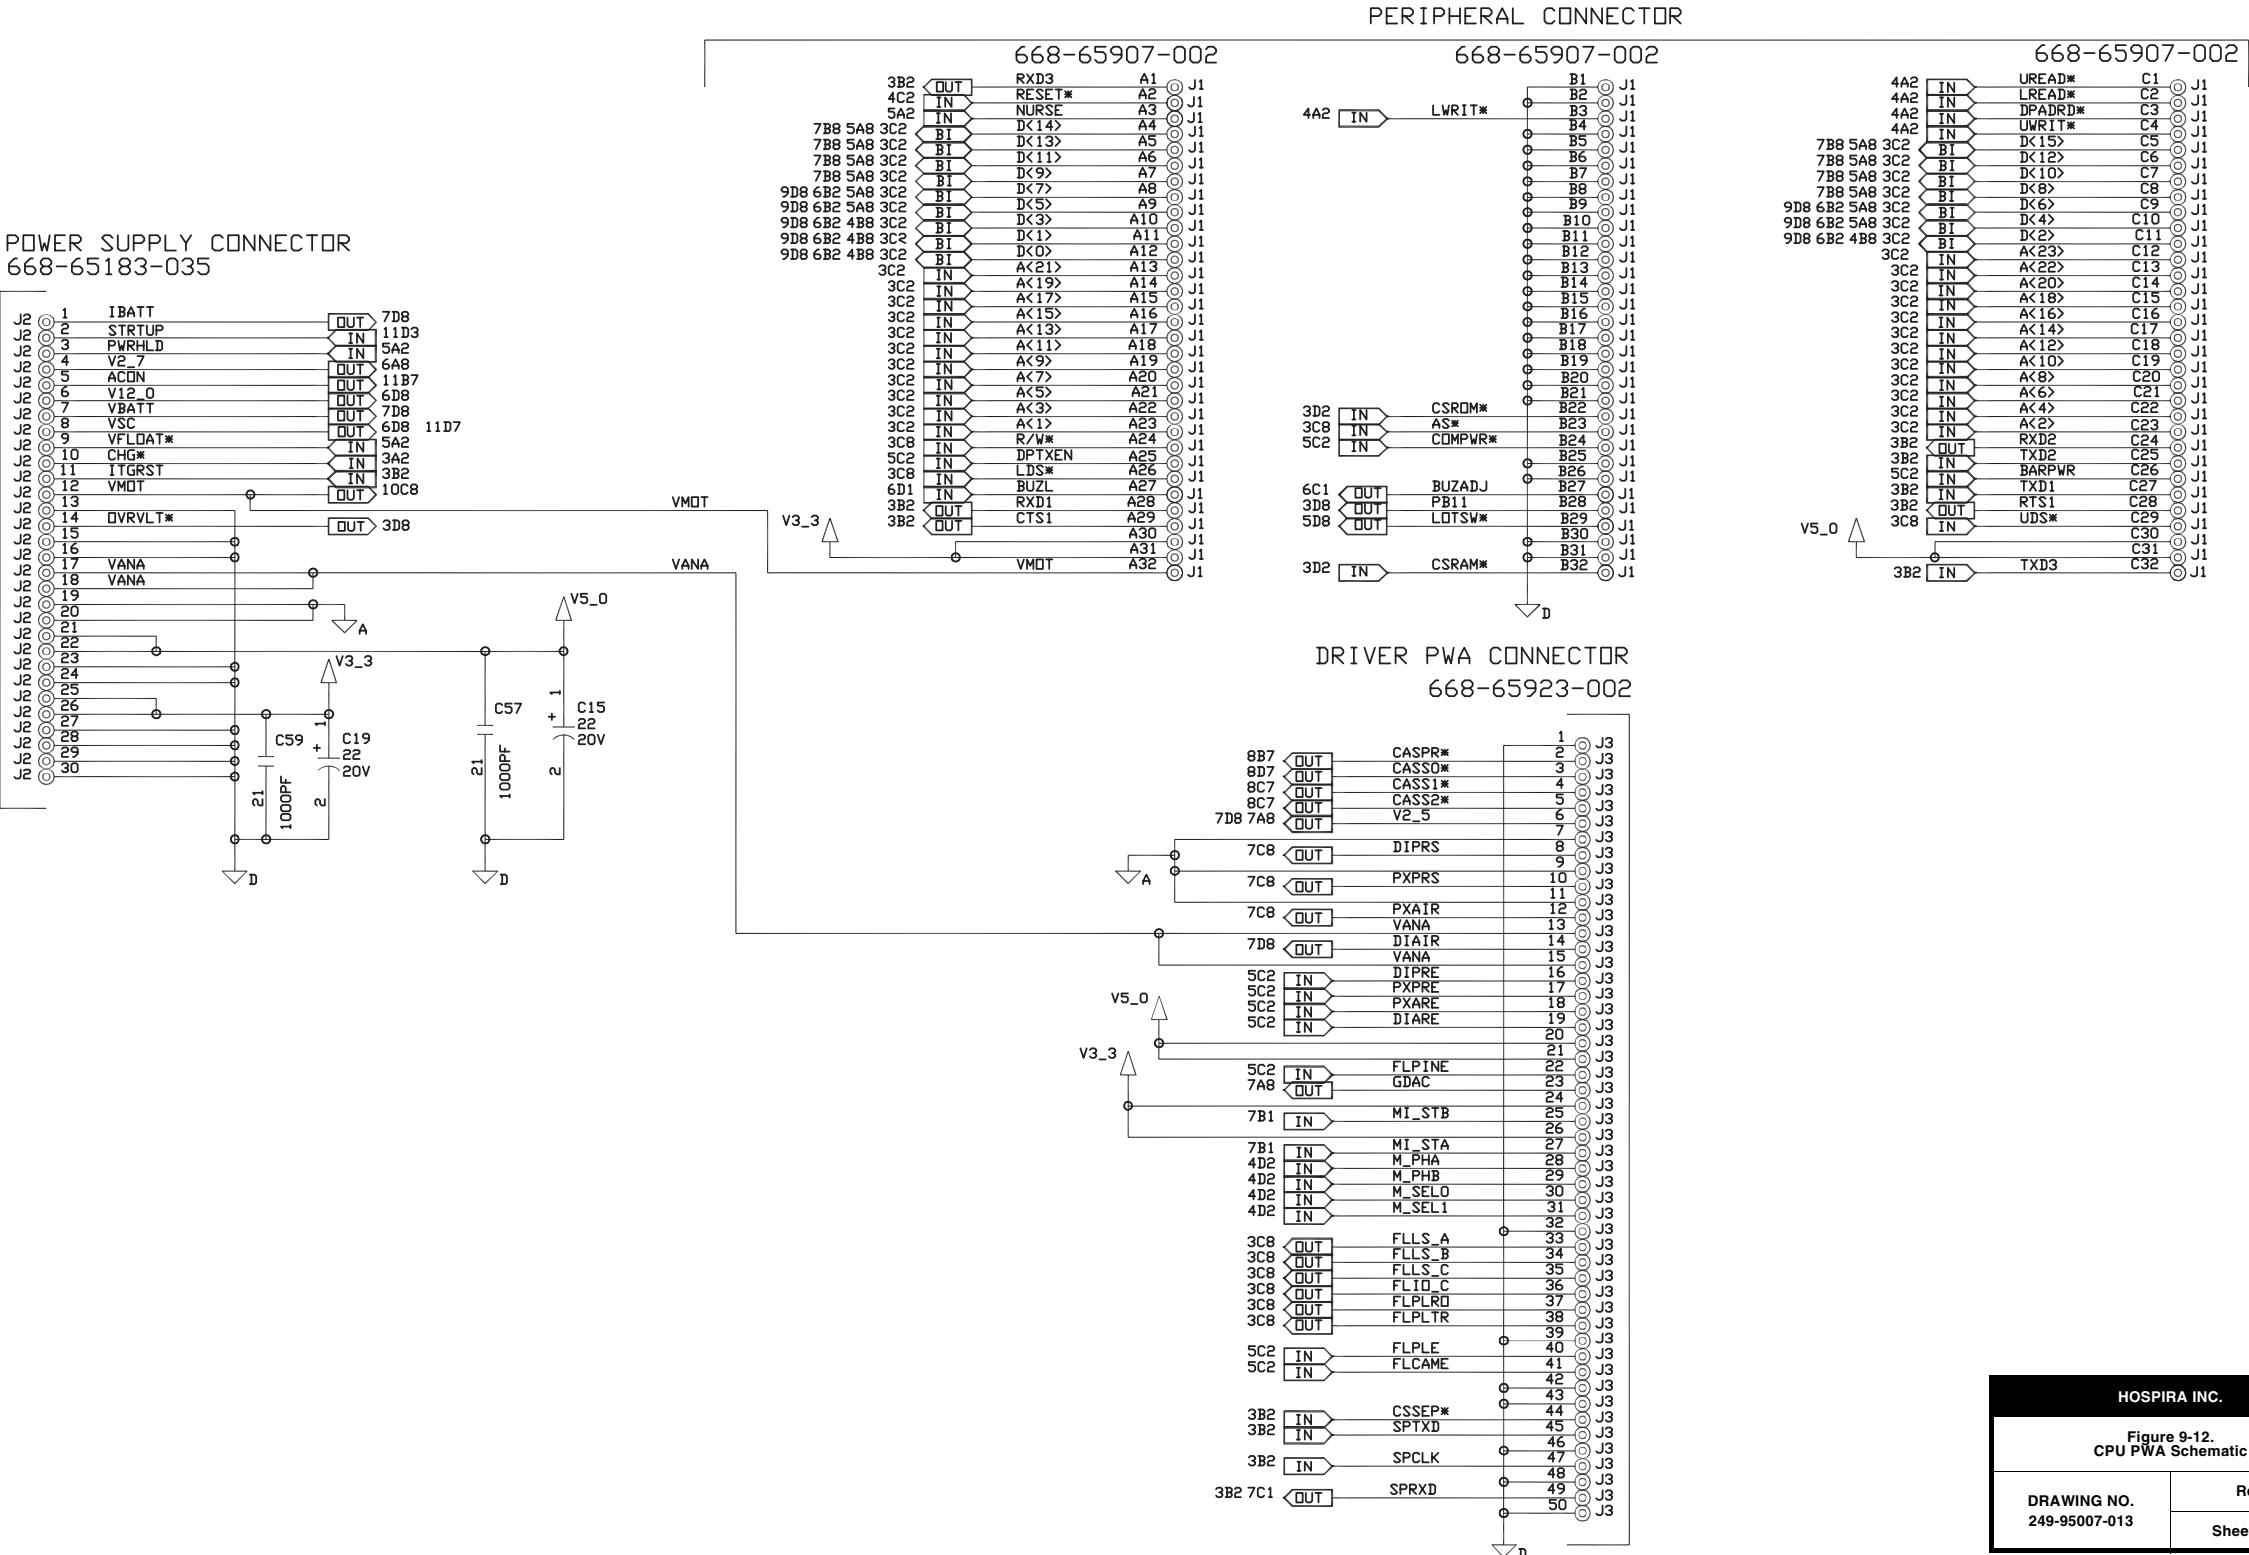 PERIPHERAL CONNECTOR
668-65907-002
3B2 OUT RXD3 A1 J1
4C2 IN RESET* A2 J1
5A2 IN NURSE A3 J1
7B8 5A8 3C2 BI D<14> A4 J1
7B8 5A8 3C2 BI D<13> A5 J1
7B8 5A8 3C2 BI D<11> A6 J1
7B8 5A8 3C2 BI D<9> A7 J1
9D8 6B2 5A8 3C2 BI D<7> A8 J1
9D8 6B2 5A8 3C2 BI D<5> A9 J1
9D8 6B2 4B8 3C2 BI D<3> A10 J1
9D8 6B2 4B8 3C2 BI D<1> A11 J1
9D8 6B2 4B8 3C2 BI D<0> A12 J1
3C2 IN A<21> A13 J1
3C2 IN A<19> A14 J1
3C2 IN A<17> A15 J1
3C2 IN A<15> A16 J1
3C2 IN A<13> A17 J1
3C2 IN A<11> A18 J1
3C2 IN A<9> A19 J1
3C2 IN A<7> A20 J1
3C2 IN A<5> A21 J1
3C2 IN A<3> A22 J1
3C2 IN A<1> A23 J1
3C8 IN R/W* A24 J1
5C2 IN DPTXEN A25 J1
3C8 IN LDS* A26 J1
6D1 IN BUZL A27 J1
3B2 OUT RXD1 A28 J1
3B2 OUT CTS1 A29 J1
V3_3 A30 J1
A31 J1
VMOT A32 J1
668-65907-002
B1 J1
B2 J1
4A2 IN LWRIT* B3 J1
B4 J1
B5 J1
B6 J1
B7 J1
B8 J1
B9 J1
B10 J1
B11 J1
B12 J1
B13 J1
B14 J1
B15 J1
B16 J1
B17 J1
B18 J1
B19 J1
B20 J1
B21 J1
3D2 IN CSROM* B22 J1
3C8 IN AS* B23 J1
5C2 IN COMPWR* B24 J1
B25 J1
B26 J1
6C1 OUT BUZADJ B27 J1
3D8 OUT PB11 B28 J1
5D8 OUT LOTSW* B29 J1
B30 J1
B31 J1
3D2 IN CSRAM* B32 J1
D
668-65907-002
4A2 IN UREAD* C1 J1
4A2 IN LREAD* C2 J1
4A2 IN DPADRD* C3 J1
4A2 IN UWRIT* C4 J1
7B8 5A8 3C2 BI D<15> C5 J1
7B8 5A8 3C2 BI D<12> C6 J1
7B8 5A8 3C2 BI D<10> C7 J1
7B8 5A8 3C2 BI D<8> C8 J1
9D8 6B2 5A8 3C2 BI D<6> C9 J1
9D8 6B2 5A8 3C2 BI D<4> C10 J1
9D8 6B2 4B8 3C2 BI D<2> C11 J1
3C2 IN A<23> C12 J1
3C2 IN A<22> C13 J1
3C2 IN A<20> C14 J1
3C2 IN A<18> C15 J1
3C2 IN A<16> C16 J1
3C2 IN A<14> C17 J1
3C2 IN A<12> C18 J1
3C2 IN A<10> C19 J1
3C2 IN A<8> C20 J1
3C2 IN A<6> C21 J1
3C2 IN A<4> C22 J1
3C2 IN A<2> C23 J1
3B2 OUT RXD2 C24 J1
3B2 IN TXD2 C25 J1
5C2 IN BARPWR C26 J1
3B2 IN TXD1 C27 J1
3B2 OUT RTS1 C28 J1
3C8 IN UDS* C29 J1
V5_0 C30 J1
C31 J1
3B2 IN TXD3 C32 J1
POWER SUPPLY CONNECTOR
668-65183-035
J2 1 IBATT OUT 7D8
J2 2 STRTUP IN 11D3
J2 3 PWRHLD IN 5A2
J2 4 V2_7 OUT 6A8
J2 5 ACON OUT 11B7
J2 6 V12_0 OUT 6D8
J2 7 VBATT OUT 7D8
J2 8 VSC OUT 6D8 11D7
J2 9 VFLOAT* IN 5A2
J2 10 CHG* IN 3A2
J2 11 ITGRST IN 3B2
J2 12 VMOT OUT 10C8
VMOT
J2 13
J2 14 OVRVLT* OUT 3D8
J2 15
J2 16
J2 17 VANA VANA
J2 18 VANA
J2 19
J2 20
A
J2 21
J2 22
V5_0
J2 23
J2 24
V3_3
J2 25
J2 26
J2 27
J2 28
J2 29
J2 30
C59 21 1000PF
C19 22 20V + 1 2
C57 21 1000PF
C15 22 20V + 1 2
D
D
DRIVER PWA CONNECTOR
668-65923-002
1 J3
8B7 OUT CASPR* 2 J3
8D7 OUT CASS0* 3 J3
8C7 OUT CASS1* 4 J3
8C7 OUT CASS2* 5 J3
7D8 7A8 OUT V2_5 6 J3
7 J3
7C8 OUT DIPRS 8 J3
A 9 J3
7C8 OUT PXPRS 10 J3
11 J3
7C8 OUT PXAIR 12 J3
VANA 13 J3
7D8 OUT DIAIR 14 J3
VANA 15 J3
5C2 IN DIPRE 16 J3
5C2 IN PXPRE 17 J3
5C2 IN PXARE 18 J3
5C2 IN DIARE 19 J3
V5_0 20 J3
21 J3
V3_3
5C2 IN FLPINE 22 J3
7A8 OUT GDAC 23 J3
24 J3
7B1 IN MI_STB 25 J3
26 J3
7B1 IN MI_STA 27 J3
4D2 IN M_PHA 28 J3
4D2 IN M_PHB 29 J3
4D2 IN M_SEL0 30 J3
4D2 IN M_SEL1 31 J3
32 J3
3C8 OUT FLLS_A 33 J3
3C8 OUT FLLS_B 34 J3
3C8 OUT FLLS_C 35 J3
3C8 OUT FLIO_C 36 J3
3C8 OUT FLPLRO 37 J3
3C8 OUT FLPLTR 38 J3
39 J3
5C2 IN FLPLE 40 J3
5C2 IN FLCAME 41 J3
42 J3
43 J3
3B2 IN CSSEP* 44 J3
3B2 IN SPTXD 45 J3
46 J3
3B2 IN SPCLK 47 J3
48 J3
3B2 7C1 OUT SPRXD 49 J3
50 J3
HOSPIRA INC.
Figure 9-12.
CPU PWA Schematic
DRAWING NO.
249-95007-013